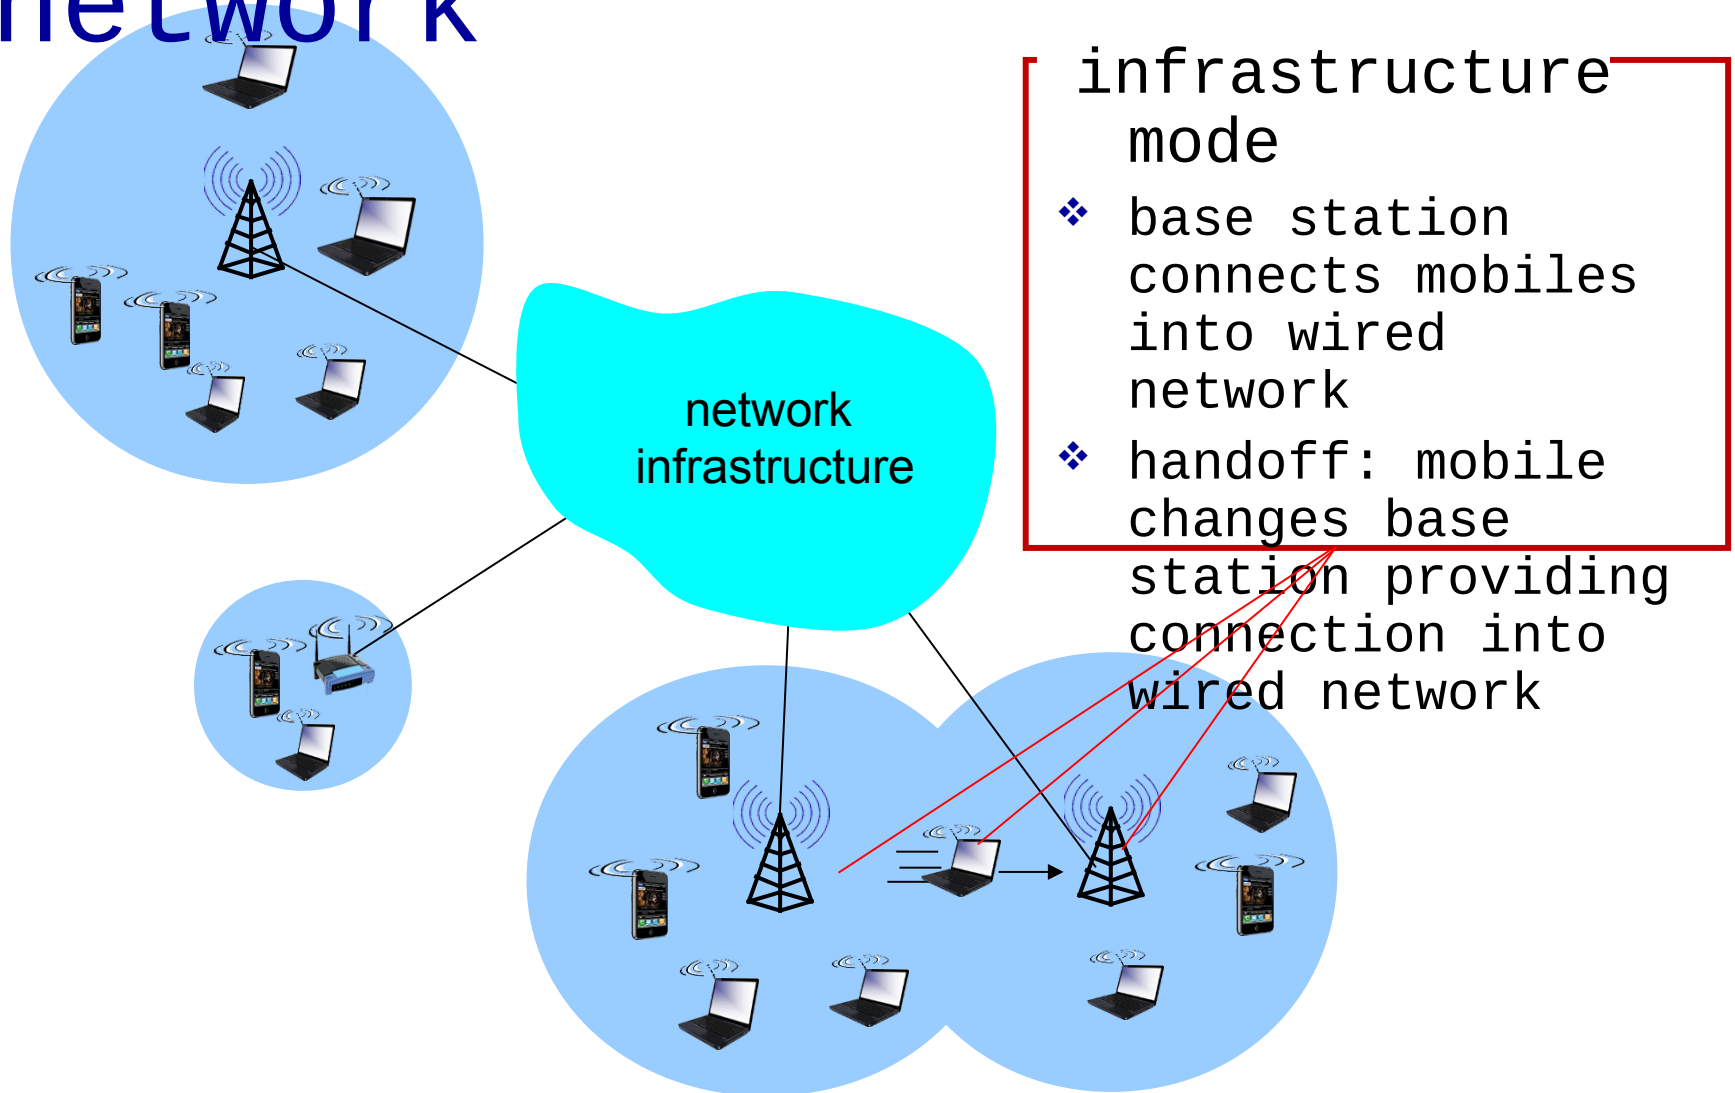 network
infrastructure
mode
❖ base station
connects mobiles
into wired
network
❖ handoff: mobile
changes base
station providing
connection into
wired network
network
infrastructure